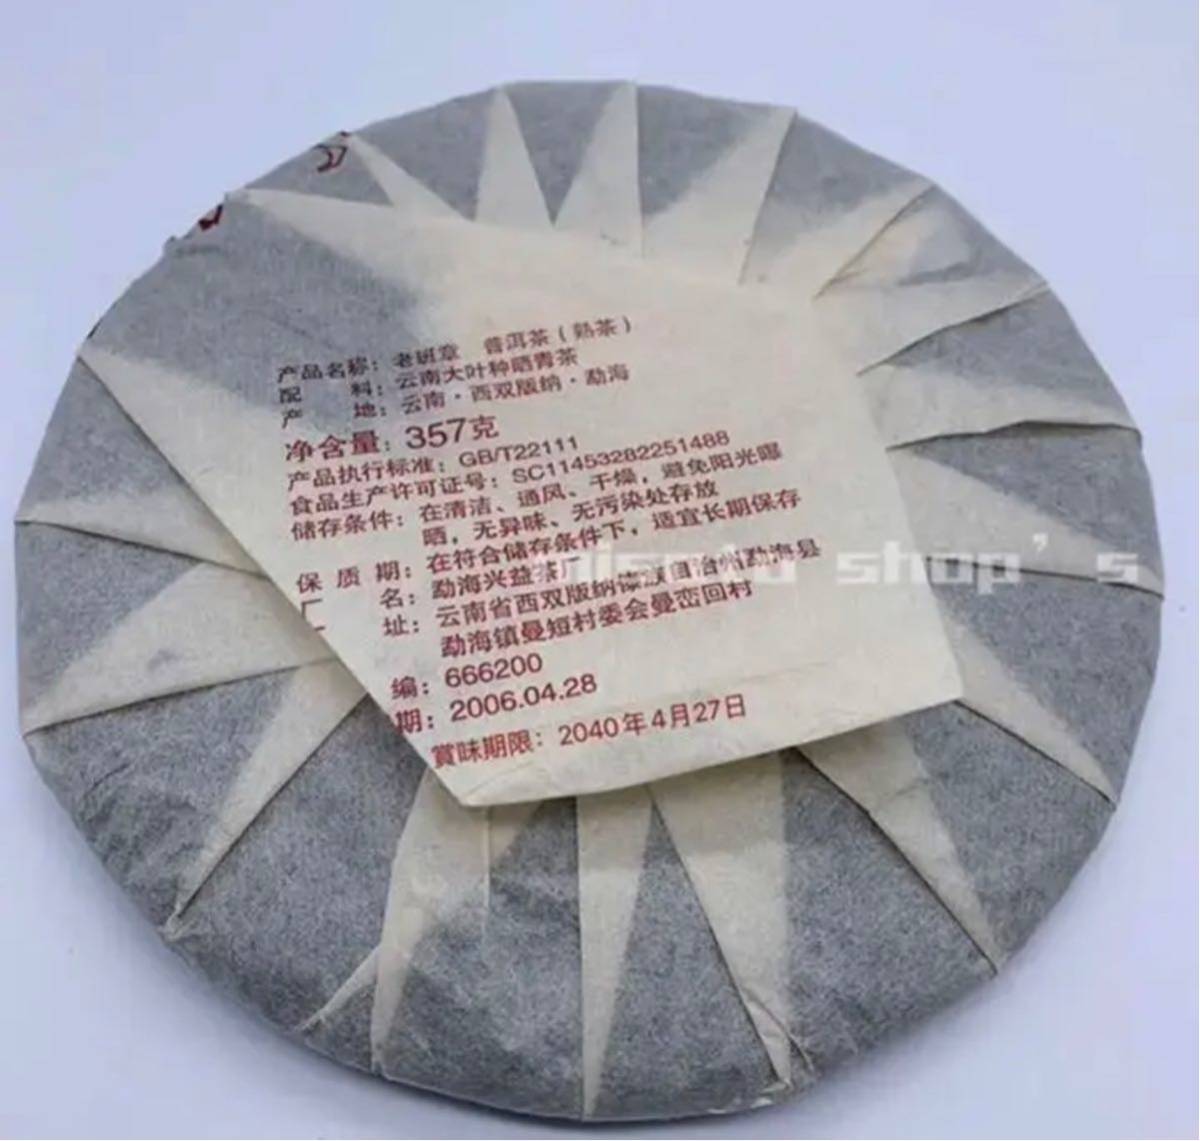 产品名称：老班章 普洱茶（熟茶）
配 料：云南大叶种晒青茶
产 地：云南·西双版纳·勐海
净含量：357克
产品执行标准：GB/T22111
食品生产许可证号：SC11453282251488
储存条件：在清洁、通风、干燥，避免阳光曝
晒，无异味、无污染处存放
保 质 期：在符合储存条件下，适宜长期保存
名：勐海兴益茶厂
址：云南省西双版纳傣族自治州勐海县
勐海镇曼短村委会曼峦回村
编：666200
期：2006.04.28
賞味期限：2040年4月27日
shop's